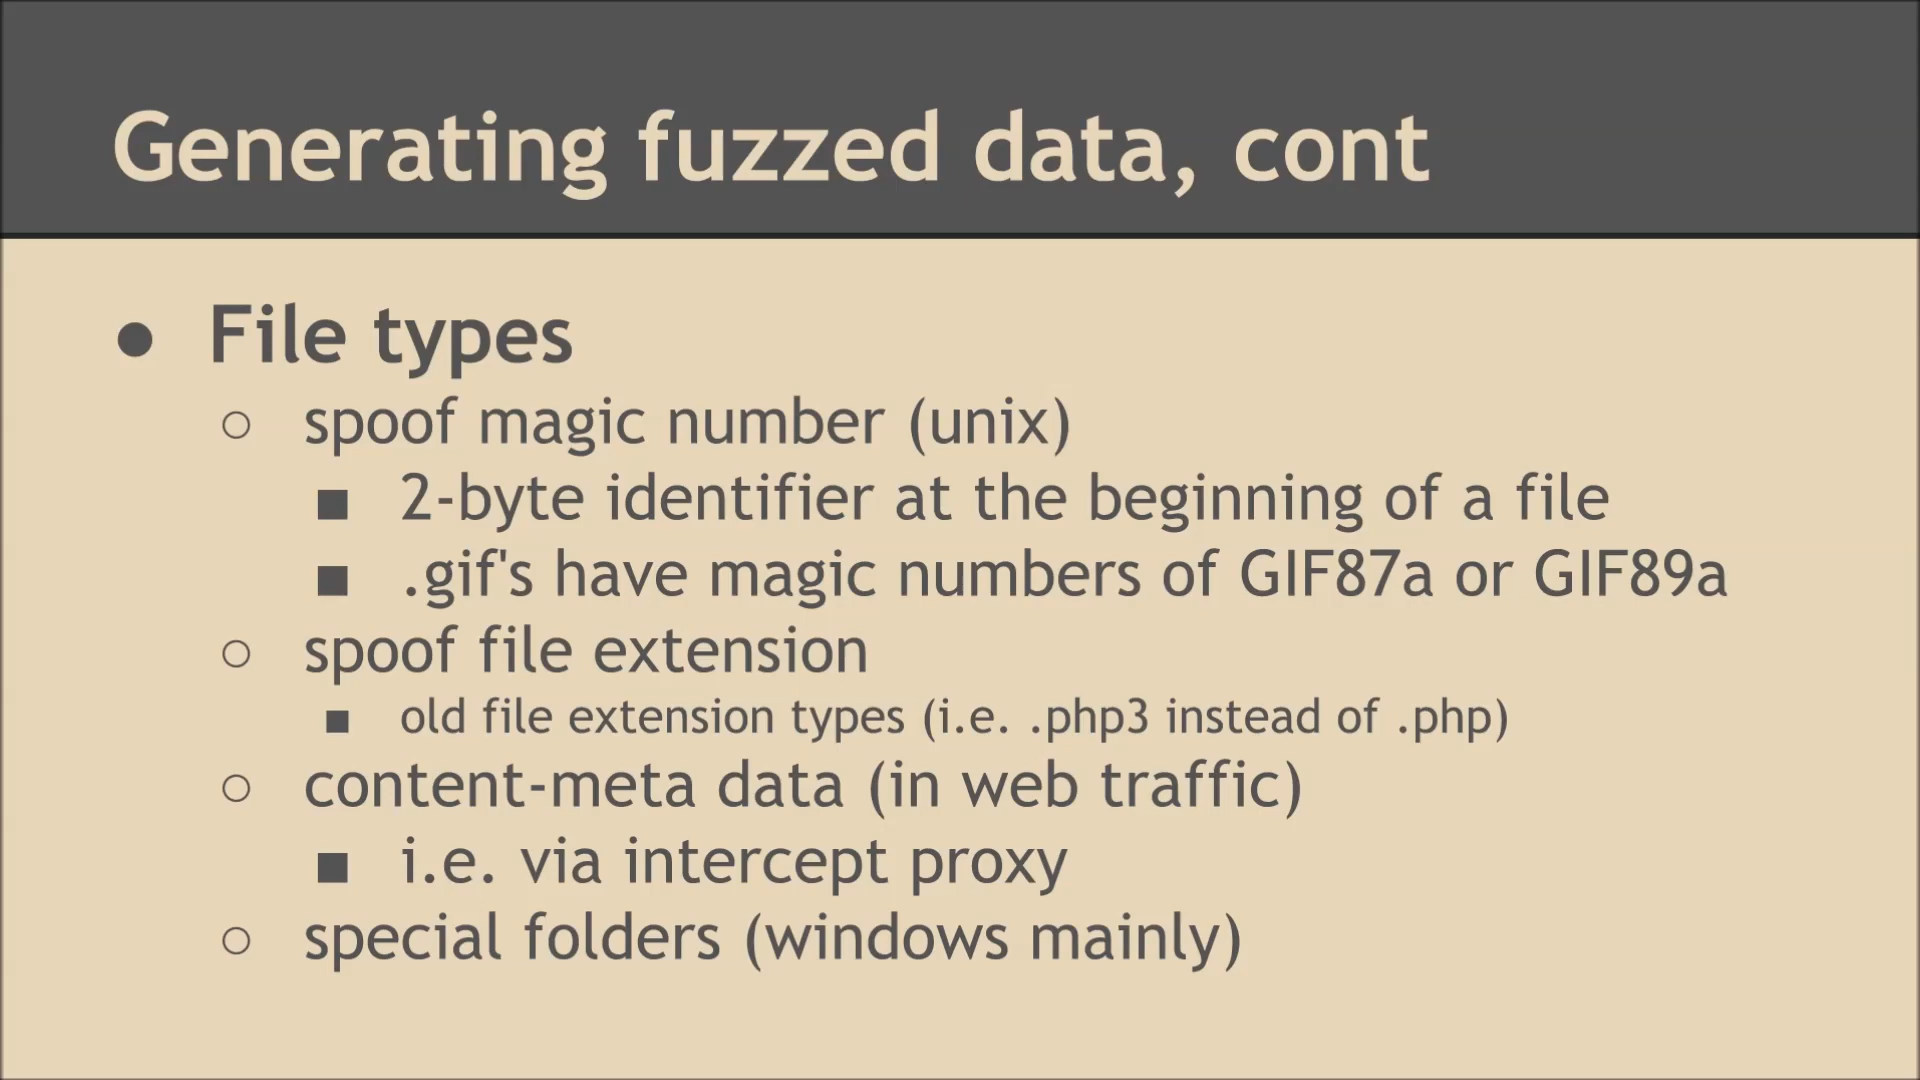 Generating fuzzed data, cont
● File types
○ spoof magic number (unix)
■ 2-byte identifier at the beginning of a file
■ .gif's have magic numbers of GIF87a or GIF89a
○ spoof file extension
■ old file extension types (i.e. .php3 instead of .php)
○ content-meta data (in web traffic)
■ i.e. via intercept proxy
○ special folders (windows mainly)